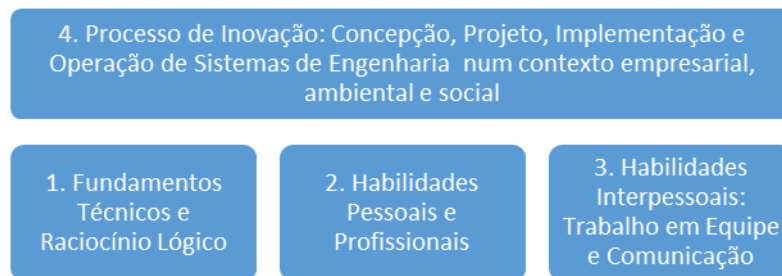 4. Processo de Inovação: Concepção, Projeto, Implementação e
Operação de Sistemas de Engenharia num contexto empresarial,
ambiental e social
1. Fundamentos
Técnicos e
Raciocínio Lógico
2. Habilidades
Pessoais e
Profissionais
3. Habilidades
Interpessoais:
Trabalho em Equipe
e Comunicação